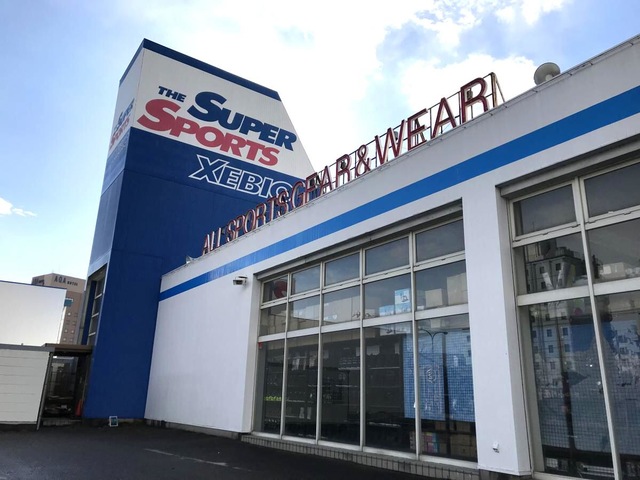 THE SUPER
SPORTS
XEBIO
ALL SPORTS GEAR & WEAR